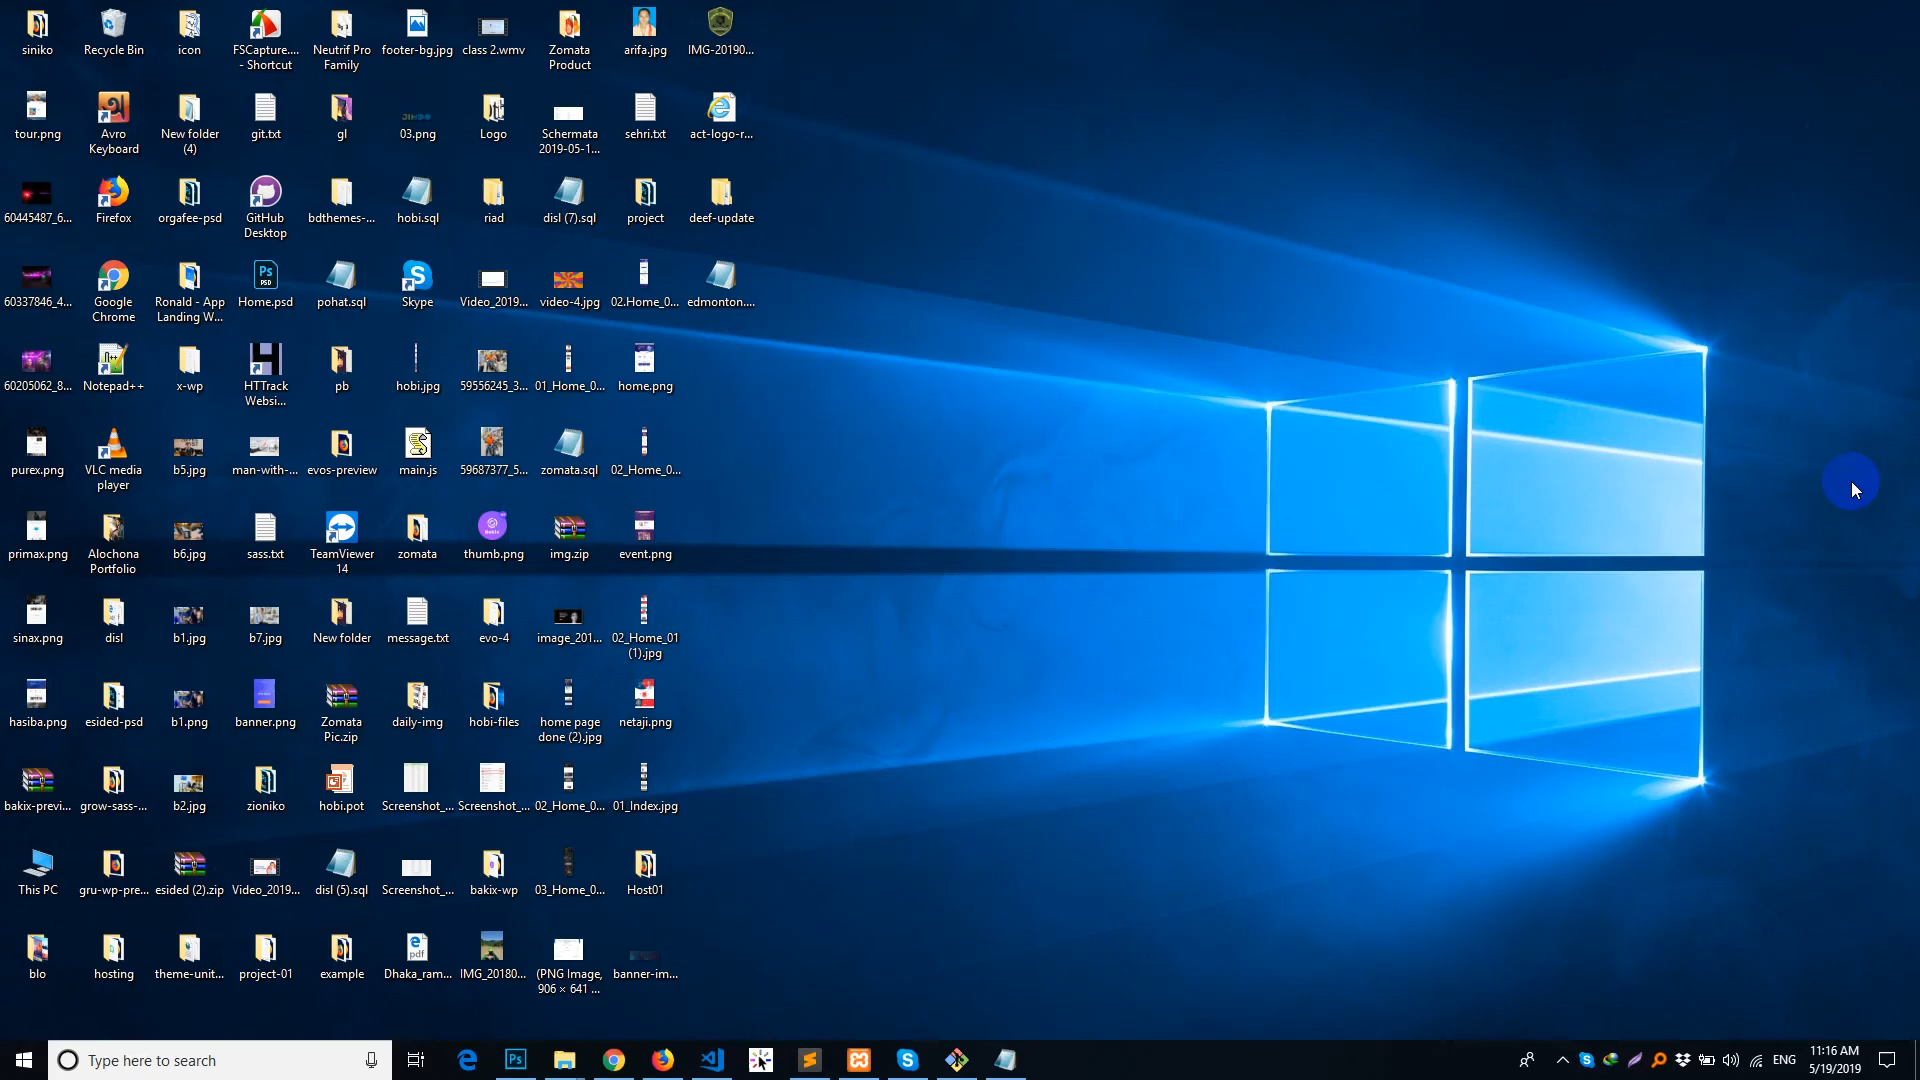 siniko
Recycle Bin
icon
FSCapture....
- Shortcut
Neutrif Pro
Family
footer-bg.jpg
class 2.wmv
Zomata
Product
arifa.jpg
IMG-20190...
tour.png
Avro
Keyboard
New folder
(4)
git.txt
gl
03.png
Logo
Schermata
2019-05-1...
sehri.txt
act-logo-r...
60445487_6...
Firefox
orgafee-psd
GitHub
Desktop
bdthemes-...
hobi.sql
riad
disl (7).sql
project
deef-update
60337846_4...
Google
Chrome
Ronald - App
Landing W...
Ps
PSD
Home.psd
pohat.sql
Skype
Video_2019...
video-4.jpg
02.Home_0...
edmonton....
60205062_8...
Notepad++
x-wp
HTTrack
Websi...
pb
hobi.jpg
59556245_3...
01_Home_0...
home.png
purex.png
VLC media
player
b5.jpg
man-with-...
evos-preview
main.js
59687377_5...
zomata.sql
02_Home_0...
primax.png
Alochona
Portfolio
b6.jpg
sass.txt
TeamViewer
14
zomata
thumb.png
img.zip
event.png
sinax.png
disl
b1.jpg
b7.jpg
New folder
message.txt
evo-4
image_201...
02_Home_01
(1).jpg
hasiba.png
esided-psd
b1.png
banner.png
Zomata
Pic.zip
daily-img
hobi-files
home page
done (2).jpg
netaji.png
bakix-previ...
grow-sass-...
b2.jpg
zioniko
hobi.pot
Screenshot_...
Screenshot_...
02_Home_0...
01_Index.jpg
This PC
gru-wp-pre...
esided (2).zip
Video_2019...
disl (5).sql
Screenshot_...
bakix-wp
03_Home_0...
Host01
blo
hosting
theme-unit...
project-01
example
pdf
Dhaka_ram...
IMG_20180...
(PNG Image,
906 × 641 ...
banner-im...
Type here to search
Ps
ENG
11:16 AM
5/19/2019